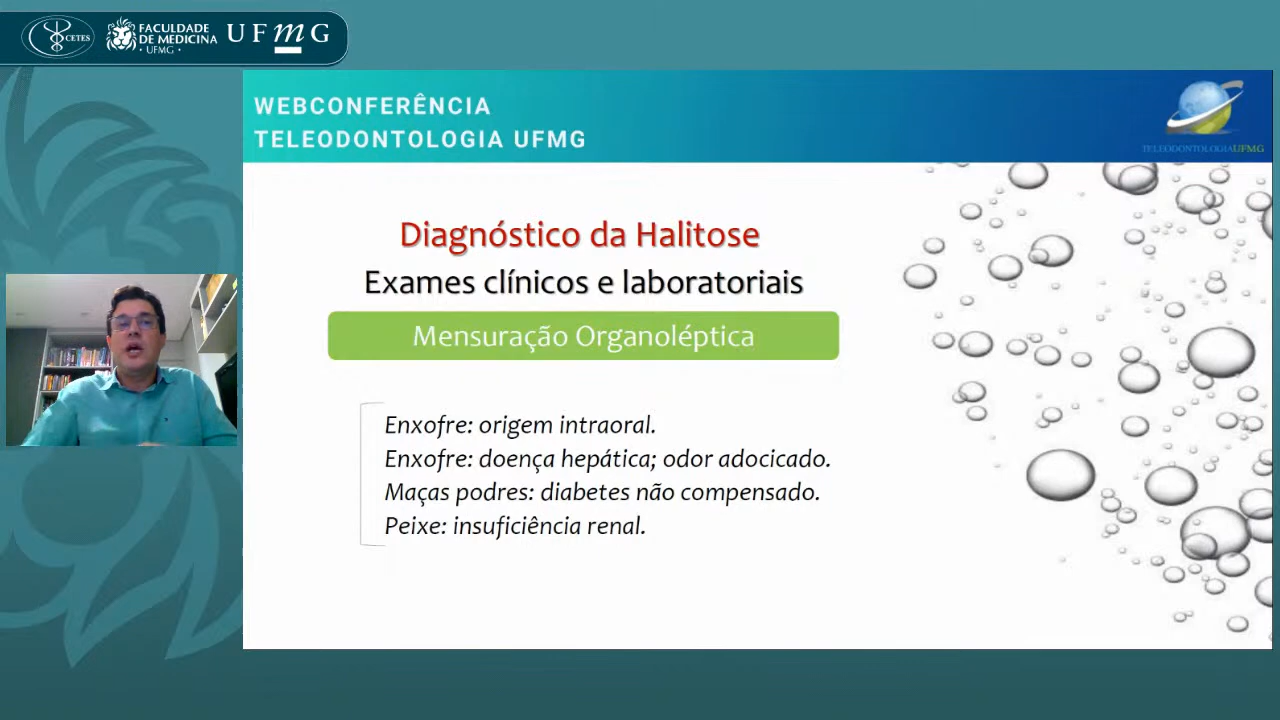 CETES
FACULDADE
DE MEDICINA
· UFMG ·
UFmG
WEBCONFERÊNCIA
TELEODONTOLOGIA UFMG
TELEODONTOLOGIAUFMG
Diagnóstico da Halitose
Exames clínicos e laboratoriais
Mensuração Organoléptica
Enxofre: origem intraoral.
Enxofre: doença hepática; odor adocicado.
Maças podres: diabetes não compensado.
Peixe: insuficiência renal.